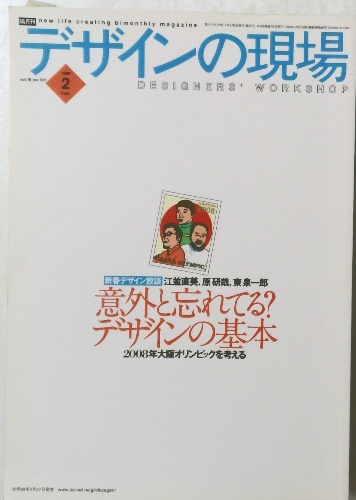 隔月刊 new life creating bimonthly magazine
デザインの現場
DESIGNERS' WORKSHOP
2
新春デザイン放談 江並直美,原研哉,東泉一郎
意外と忘れてる?
デザインの基本
2008年大阪オリンピックを考える